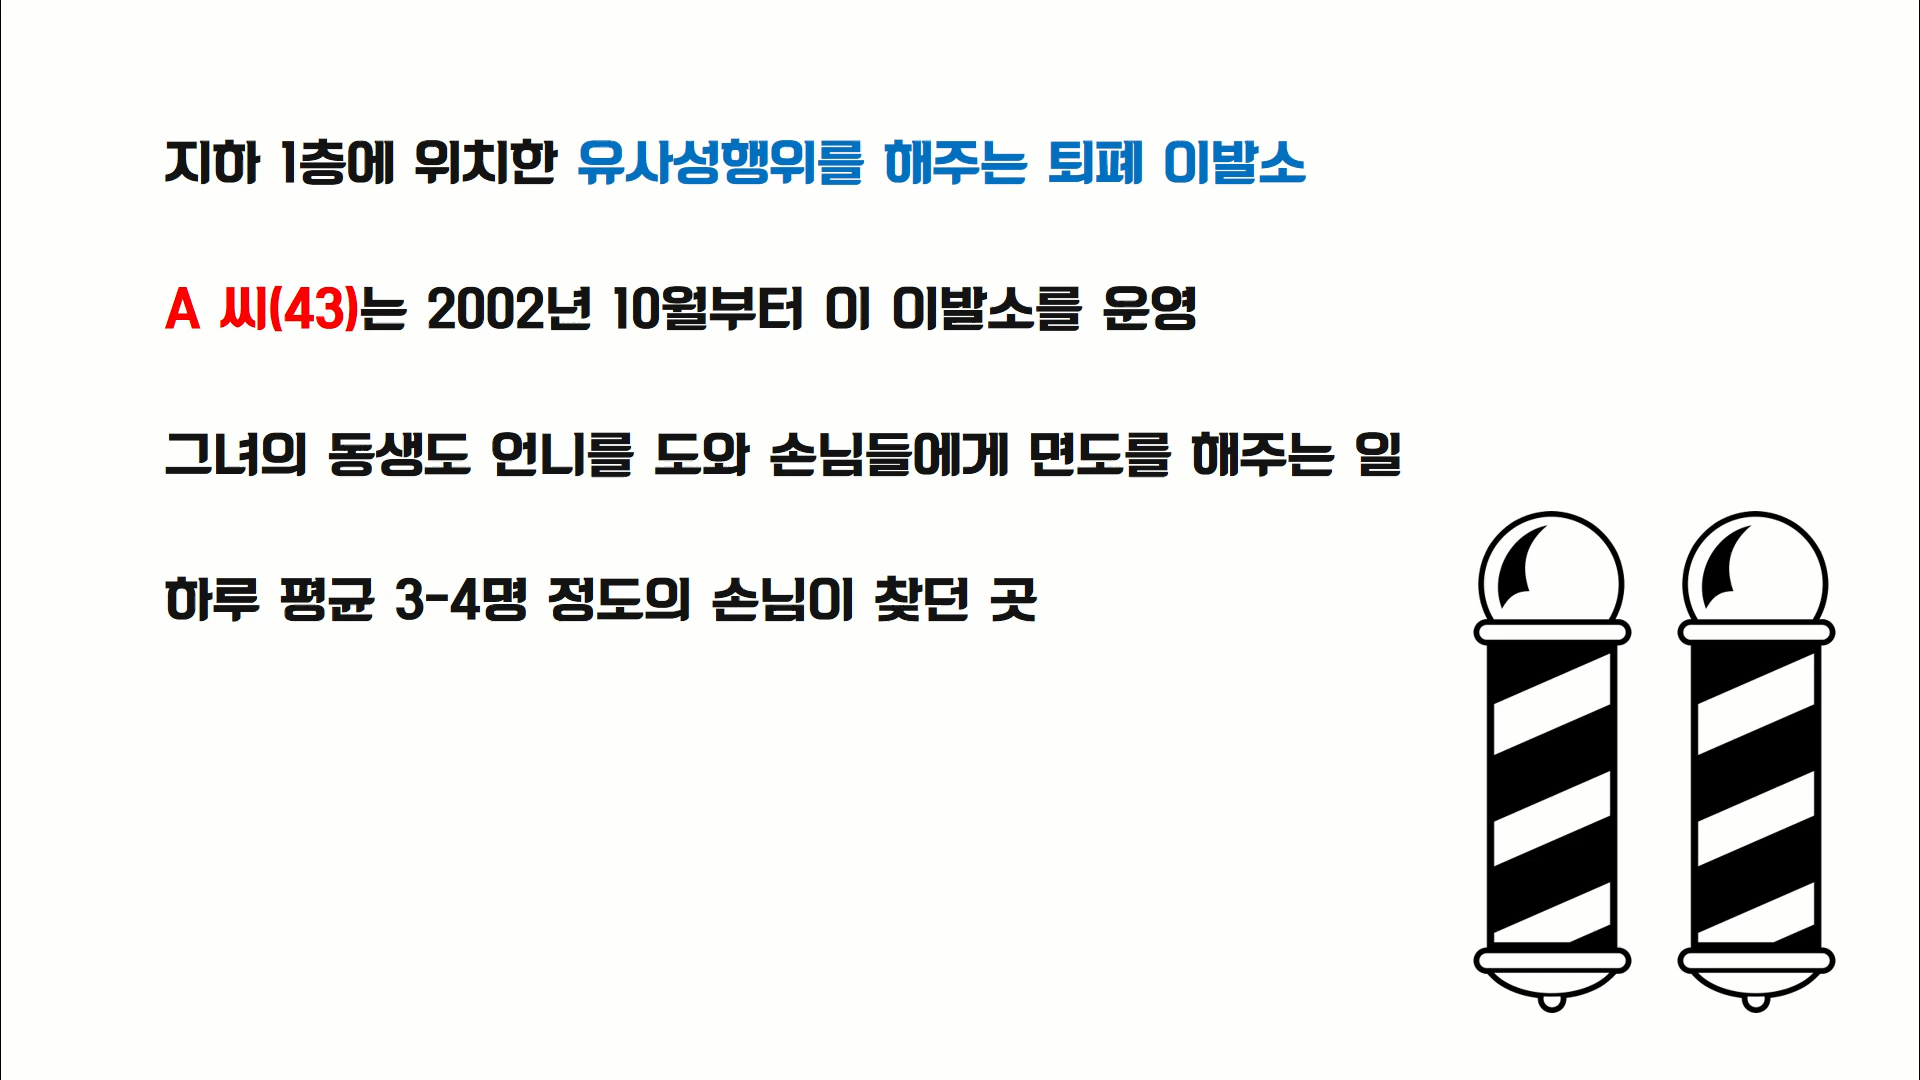 지하 1층에 위치한 유사성행위를 해주는 퇴폐 이발소
A 씨(43)는 2002년 10월부터 이 이발소를 운영
그녀의 동생도 언니를 도와 손님들에게 면도를 해주는 일
하루 평균 3-4명 정도의 손님이 찾던 곳